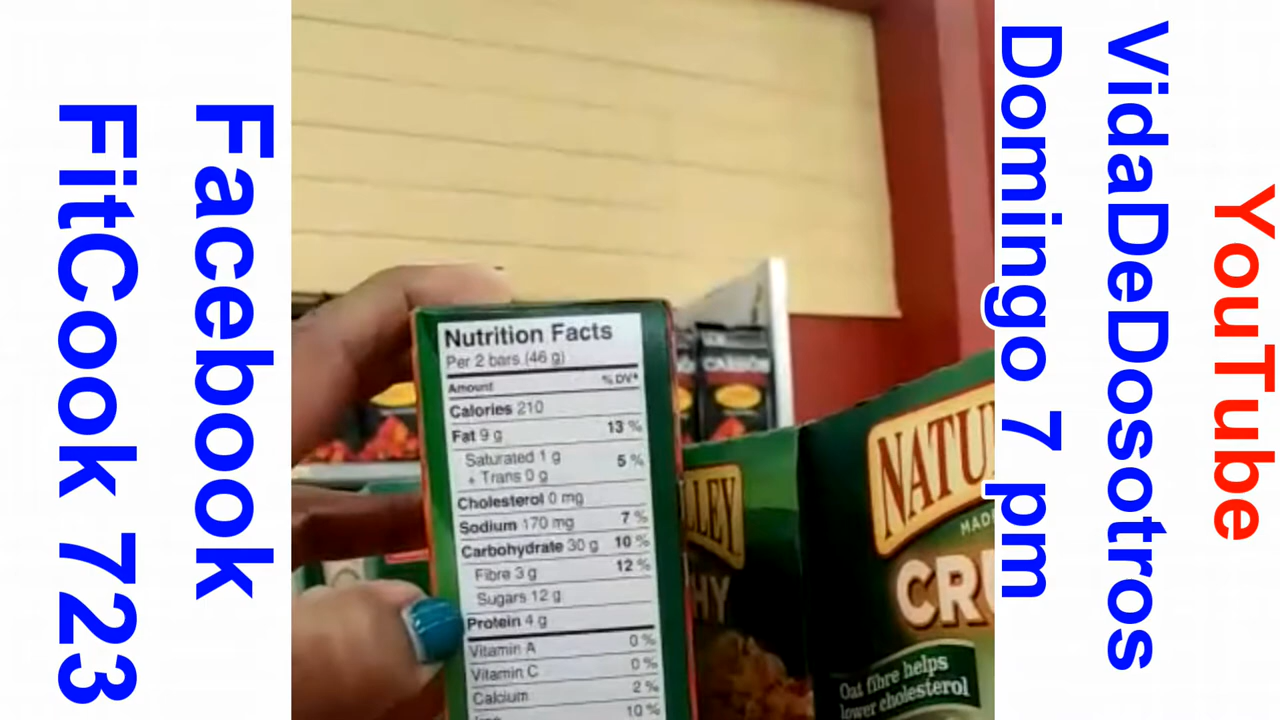 Facebook
FitCook 723
Nutrition Facts
Per 2 bars (46 g)
Amount % DV*
Calories 210
Fat 9 g 13 %
Saturated 1 g 5 %
+ Trans 0 g
Cholesterol 0 mg
Sodium 170 mg 7 %
Carbohydrate 30 g 10 %
Fibre 3 g 12 %
Sugars 12 g
Protein 4 g
Vitamin A 0 %
Vitamin C 0 %
Calcium 2 %
10 %
LLEY
HY
NATU
MAD
CRU
Oat fibre helps
lower cholesterol
YouTube
VidaDeDosotros
Domingo 7 pm